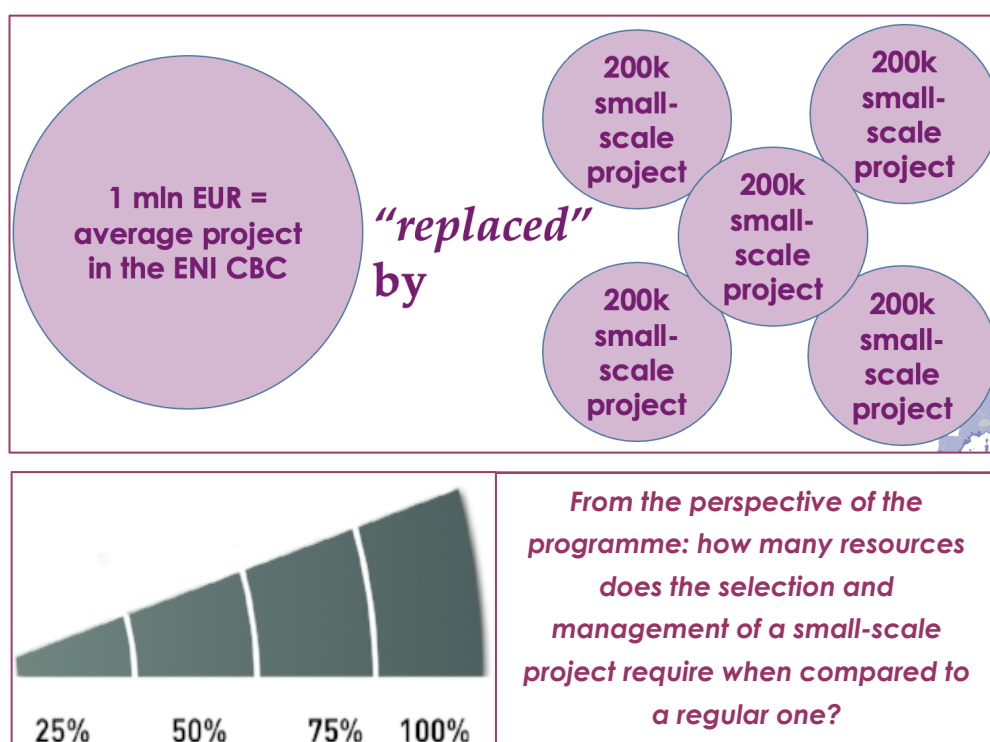 1 mln EUR =
average project
in the ENI CBC
“replaced”
by
200k
small-
scale
project
200k
small-
scale
project
200k
small-
scale
project
200k
small-
scale
project
200k
small-
scale
project
25% 50% 75% 100%
From the perspective of the
programme: how many resources
does the selection and
management of a small-scale
project require when compared to
a regular one?